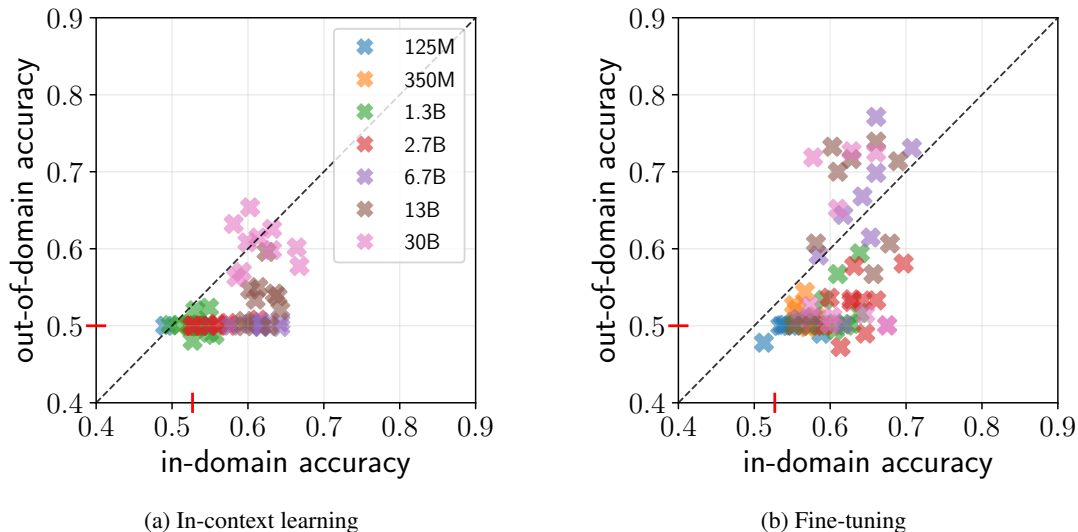 0.9
0.8
0.7
0.6
0.5
0.4
out-of-domain accuracy
0.4 0.5 0.6 0.7 0.8 0.9
in-domain accuracy
125M
350M
1.3B
2.7B
6.7B
13B
30B
(a) In-context learning
0.9
0.8
0.7
0.6
0.5
0.4
out-of-domain accuracy
0.4 0.5 0.6 0.7 0.8 0.9
in-domain accuracy
(b) Fine-tuning